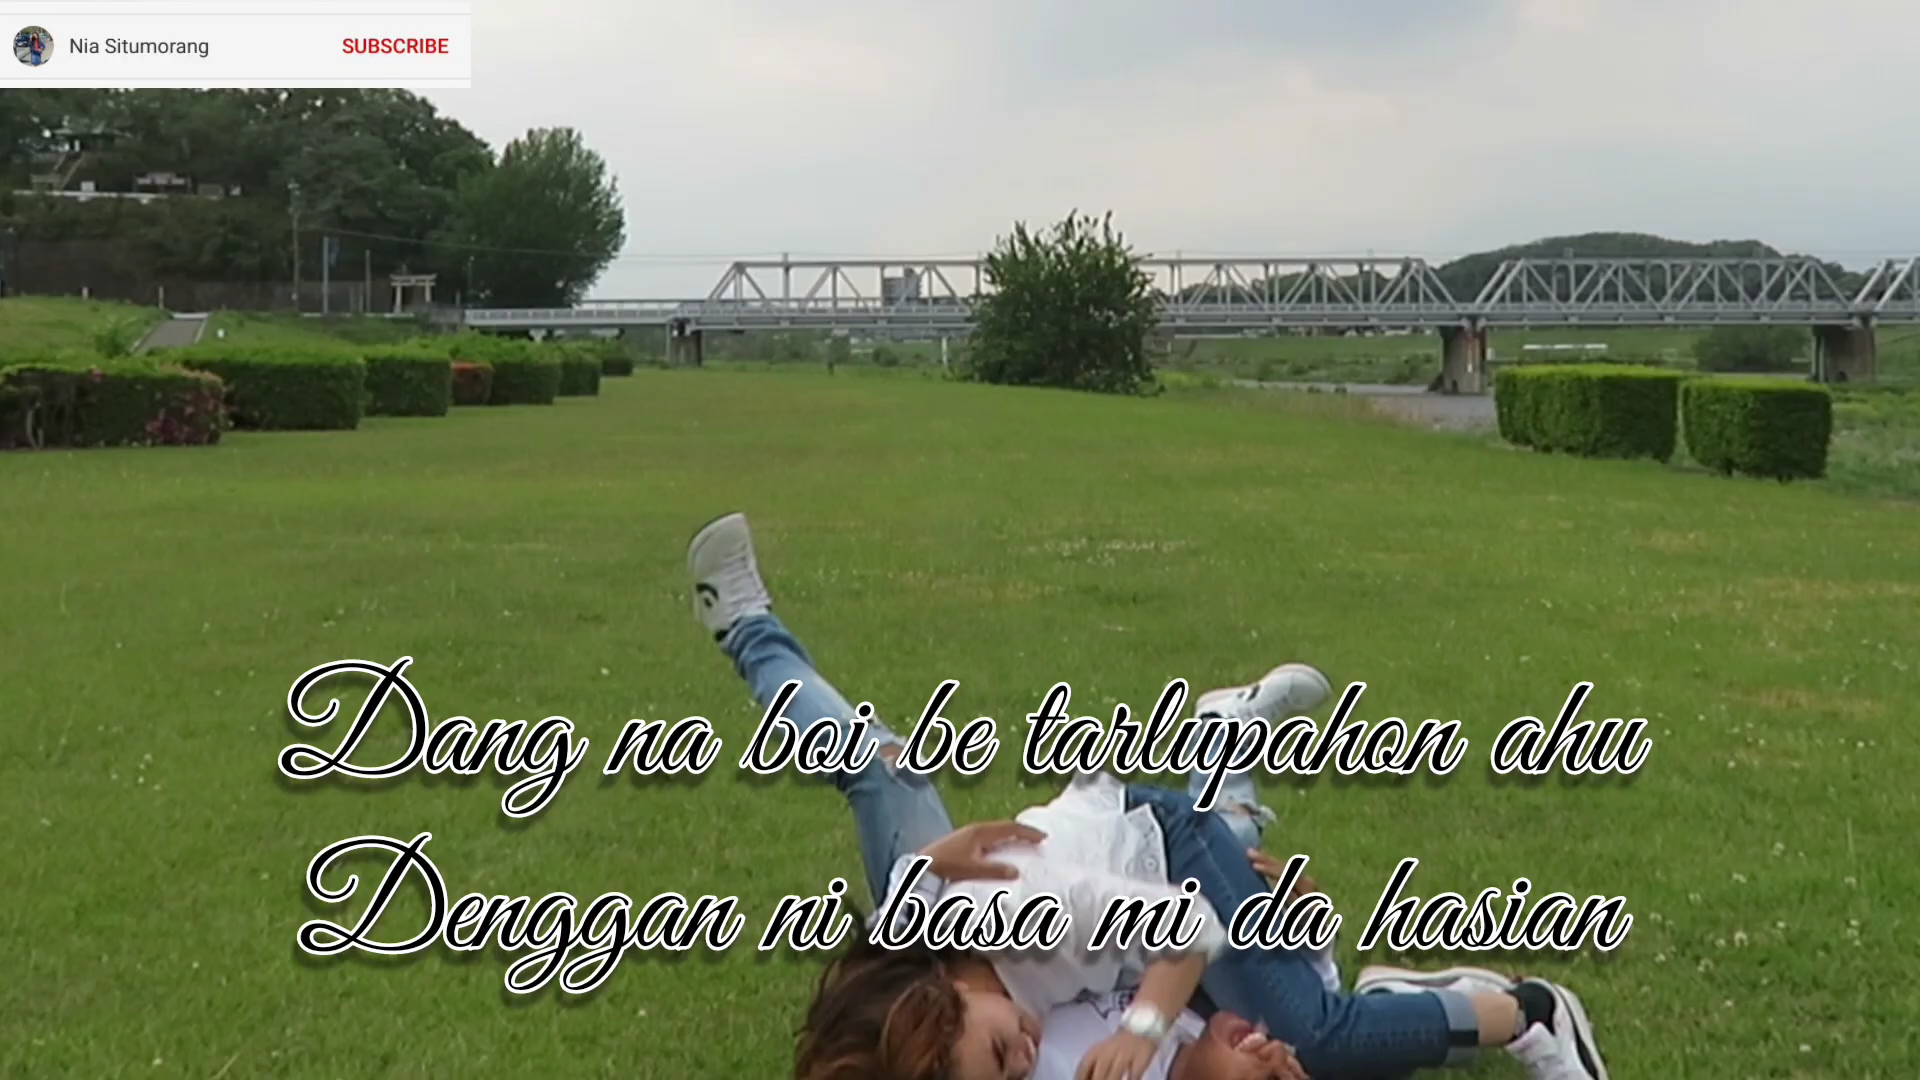 Nia Situmorang SUBSCRIBE
Dang na boi be tarlupahon ahu
Denggan ni basa mi da hasian